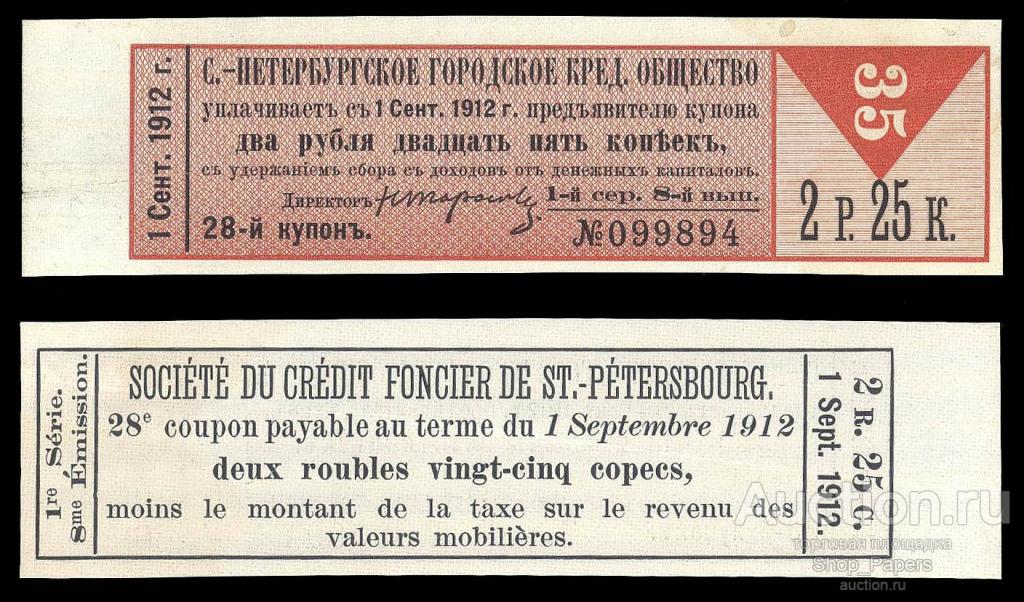 1 Сент. 1912 г.
С.-ПЕТЕРБУРГСКОЕ ГОРОДСКОЕ КРЕД. ОБЩЕСТВО
уплачиваетъ съ 1 Сент. 1912 г. предъявителю купона
два рубля двадцать пять копѣекъ,
съ удержаніемъ сбора съ доходовъ отъ денежныхъ капиталовъ.
Директоръ
1-й сер. 8-й вып.
28-й купонъ.
№099894
35
2 Р. 25 К.
1re Série.
8me Émission.
SOCIÉTÉ DU CRÉDIT FONCIER DE ST.-PÉTERSBOURG.
28e coupon payable au terme du 1 Septembre 1912
deux roubles vingt-cinq copecs,
moins le montant de la taxe sur le revenu des
valeurs mobilières.
2 R. 25 C.
1 Sept. 1912.
Auction.ru
торговая площадка
Shop_Papers
auction.ru